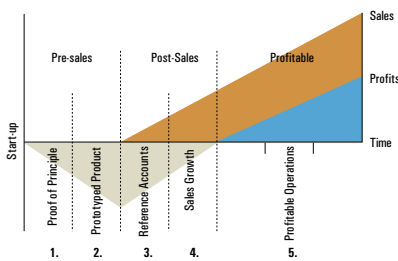 Sales
Pre-sales
Post-Sales
Profitable
Profits
Start-up
Time
Proof of Principle
Prototyped Product
Reference Accounts
Sales Growth
Profitable Operations
1.
2.
3.
4.
5.